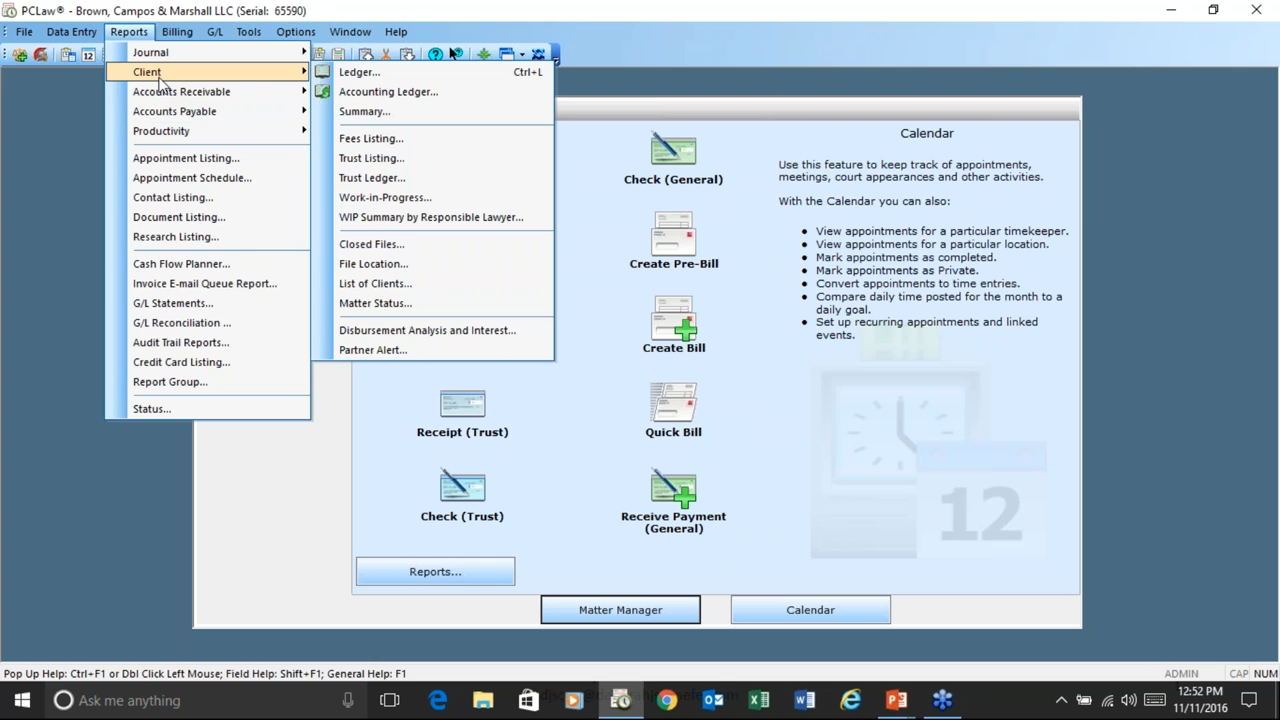 PCLaw® - Brown, Campos & Marshall LLC (Serial: 65590)
File Data Entry Reports Billing G/L Tools Options Window Help
Journal
Client
Accounts Receivable
Accounts Payable
Productivity
Appointment Listing...
Appointment Schedule...
Contact Listing...
Document Listing...
Research Listing...
Cash Flow Planner...
Invoice E-mail Queue Report...
G/L Statements...
G/L Reconciliation ...
Audit Trail Reports...
Credit Card Listing...
Report Group...
Status...
Ledger... Ctrl+L
Accounting Ledger...
Summary...
Fees Listing...
Trust Listing...
Trust Ledger...
Work-in-Progress...
WIP Summary by Responsible Lawyer...
Closed Files...
File Location...
List of Clients...
Matter Status...
Disbursement Analysis and Interest...
Partner Alert...
Receipt (Trust)
Check (Trust)
Check (General)
Create Pre-Bill
Create Bill
Quick Bill
Receive Payment
(General)
Calendar
Use this feature to keep track of appointments,
meetings, court appearances and other activities.
With the Calendar you can also:
View appointments for a particular timekeeper.
View appointments for a particular location.
Mark appointments as completed.
Mark appointments as Private.
Convert appointments to time entries.
Compare daily time posted for the month to a
daily goal.
Set up recurring appointments and linked
events.
12
Reports...
Matter Manager
Calendar
Pop Up Help: Ctrl+F1 or Dbl Click Left Mouse; Field Help: Shift+F1; General Help: F1
ADMIN CAP NUM
Ask me anything
12:52 PM
11/11/2016